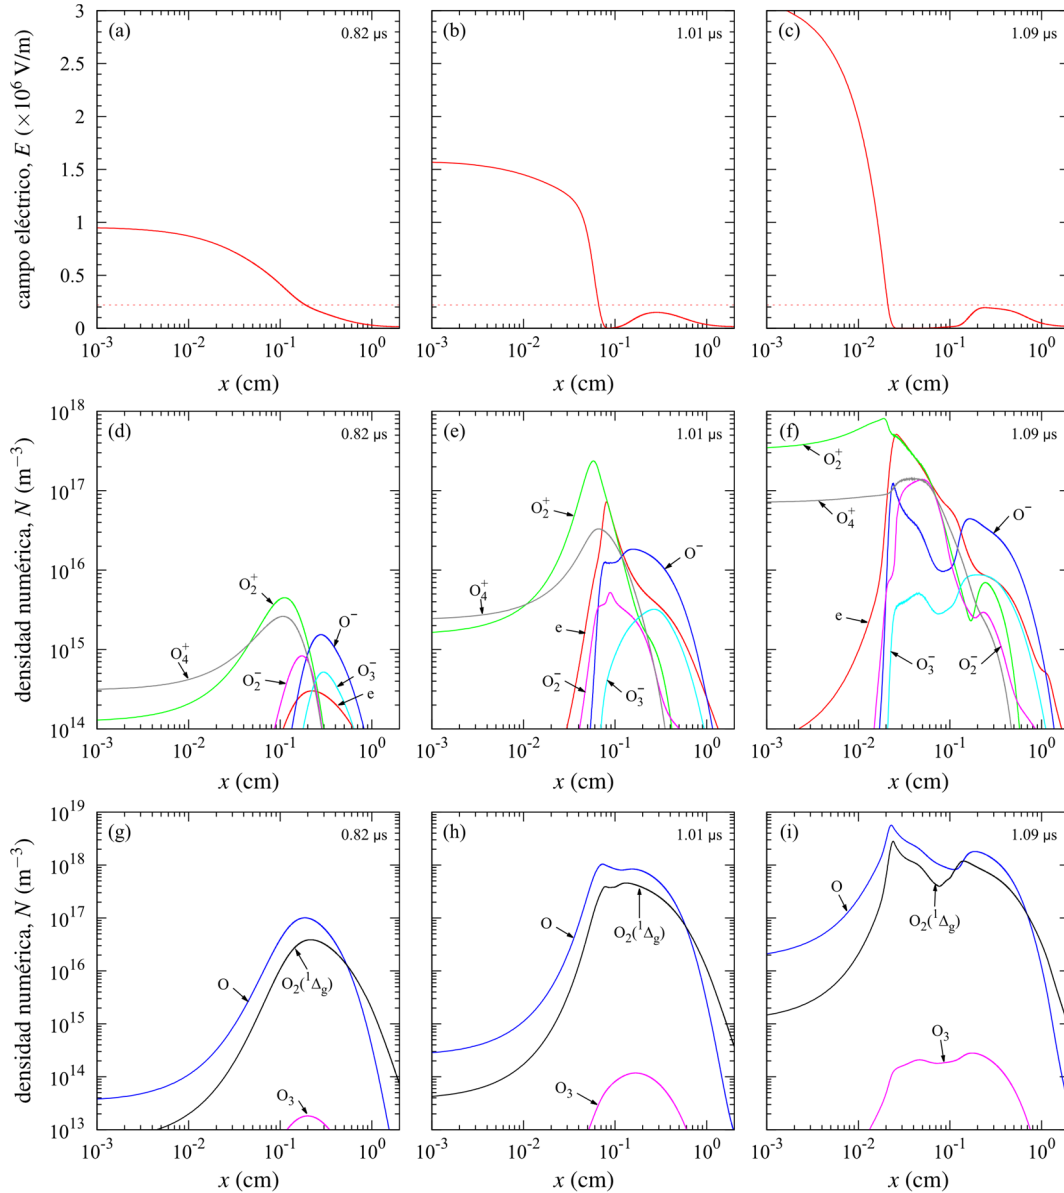 campo eléctrico, E (×10⁶ V/m)
3
2.5
2
1.5
1
0.5
0
(a)
0.82 µs
10⁻³ 10⁻² 10⁻¹ 10⁰
x (cm)
(b)
1.01 µs
10⁻³ 10⁻² 10⁻¹ 10⁰
x (cm)
(c)
1.09 µs
10⁻³ 10⁻² 10⁻¹ 10⁰
x (cm)
densidad numérica, N (m⁻³)
10¹⁸
10¹⁷
10¹⁶
10¹⁵
10¹⁴
(d)
0.82 µs
O₂⁺
O₄⁺
O₂⁻
O⁻
O₃⁻
e
10⁻³ 10⁻² 10⁻¹ 10⁰
x (cm)
(e)
1.01 µs
O₂⁺
O⁻
O₄⁺
e
O₂⁻
O₃⁻
10⁻³ 10⁻² 10⁻¹ 10⁰
x (cm)
(f)
1.09 µs
O₂⁺
O₄⁺
O⁻
e
O₃⁻
O₂⁻
10⁻³ 10⁻² 10⁻¹ 10⁰
x (cm)
densidad numérica, N (m⁻³)
10¹⁹
10¹⁸
10¹⁷
10¹⁶
10¹⁵
10¹⁴
10¹³
(g)
0.82 µs
O
O₂(¹Δg)
O₃
10⁻³ 10⁻² 10⁻¹ 10⁰
x (cm)
(h)
1.01 µs
O
O₂(¹Δg)
O₃
10⁻³ 10⁻² 10⁻¹ 10⁰
x (cm)
(i)
1.09 µs
O
O₂(¹Δg)
O₃
10⁻³ 10⁻² 10⁻¹ 10⁰
x (cm)